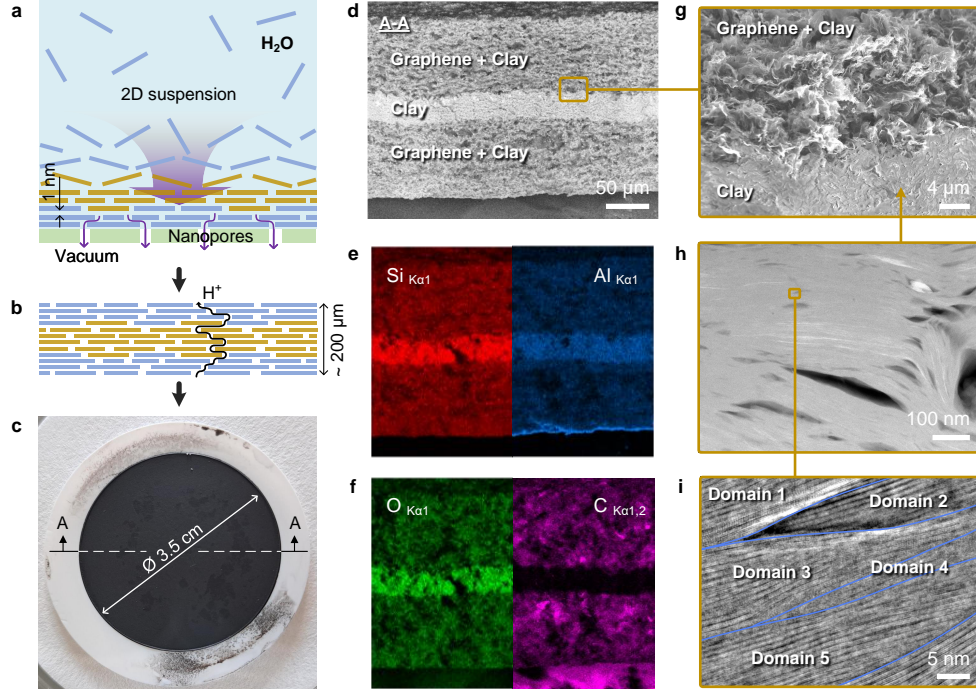 a
H₂O
2D suspension
1 nm
Nanopores
Vacuum
b
H⁺
~ 200 µm
c
A
A
Ø 3.5 cm
d
A-A
Graphene + Clay
Clay
Graphene + Clay
50 µm
e
Si Kα1
Al Kα1
f
O Kα1
C Kα1,2
g
Graphene + Clay
Clay
4 µm
h
100 nm
i
Domain 1
Domain 2
Domain 3
Domain 4
Domain 5
5 nm